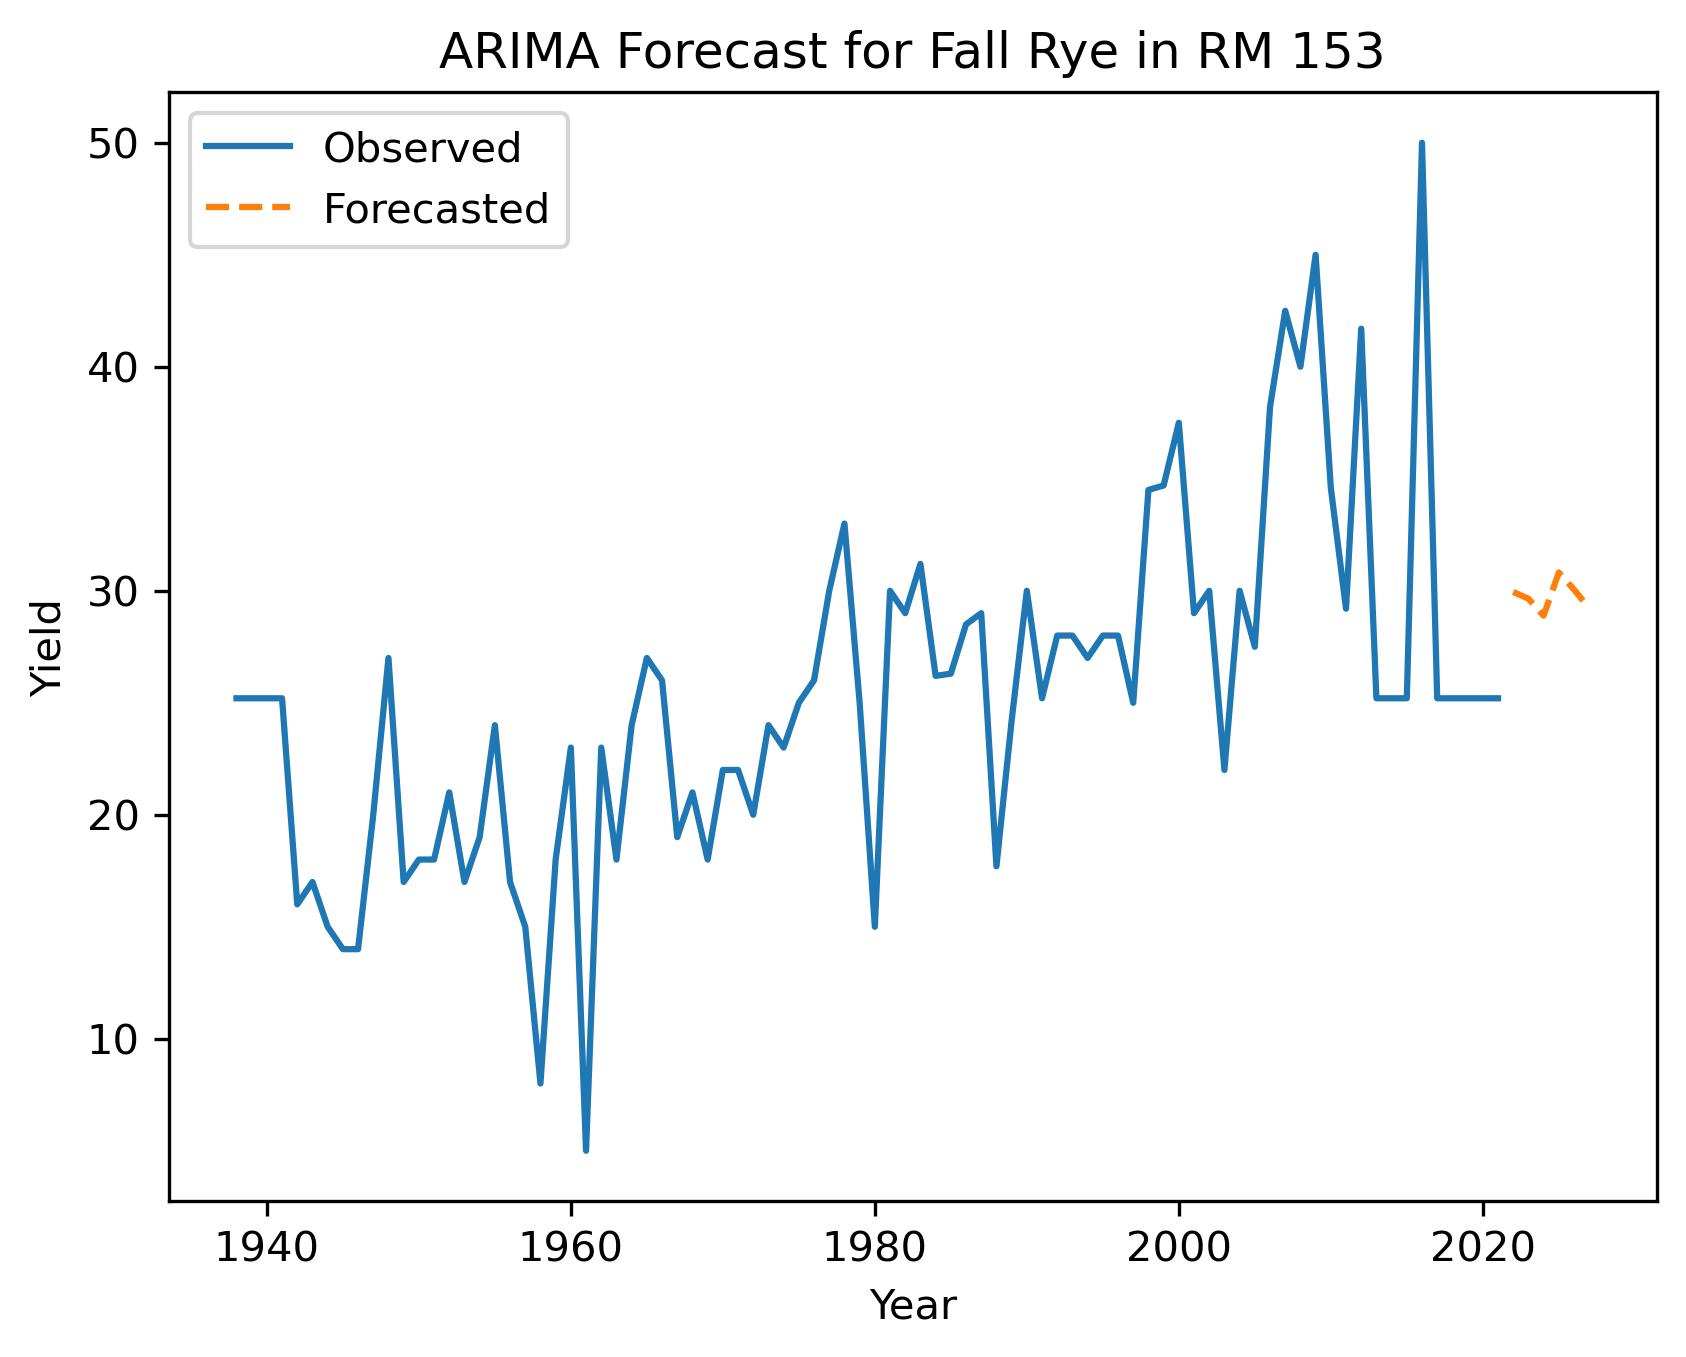 ARIMA Forecast for Fall Rye in RM 153
Observed
Forecasted
50
40
30
20
10
Yield
1940 1960 1980 2000 2020
Year